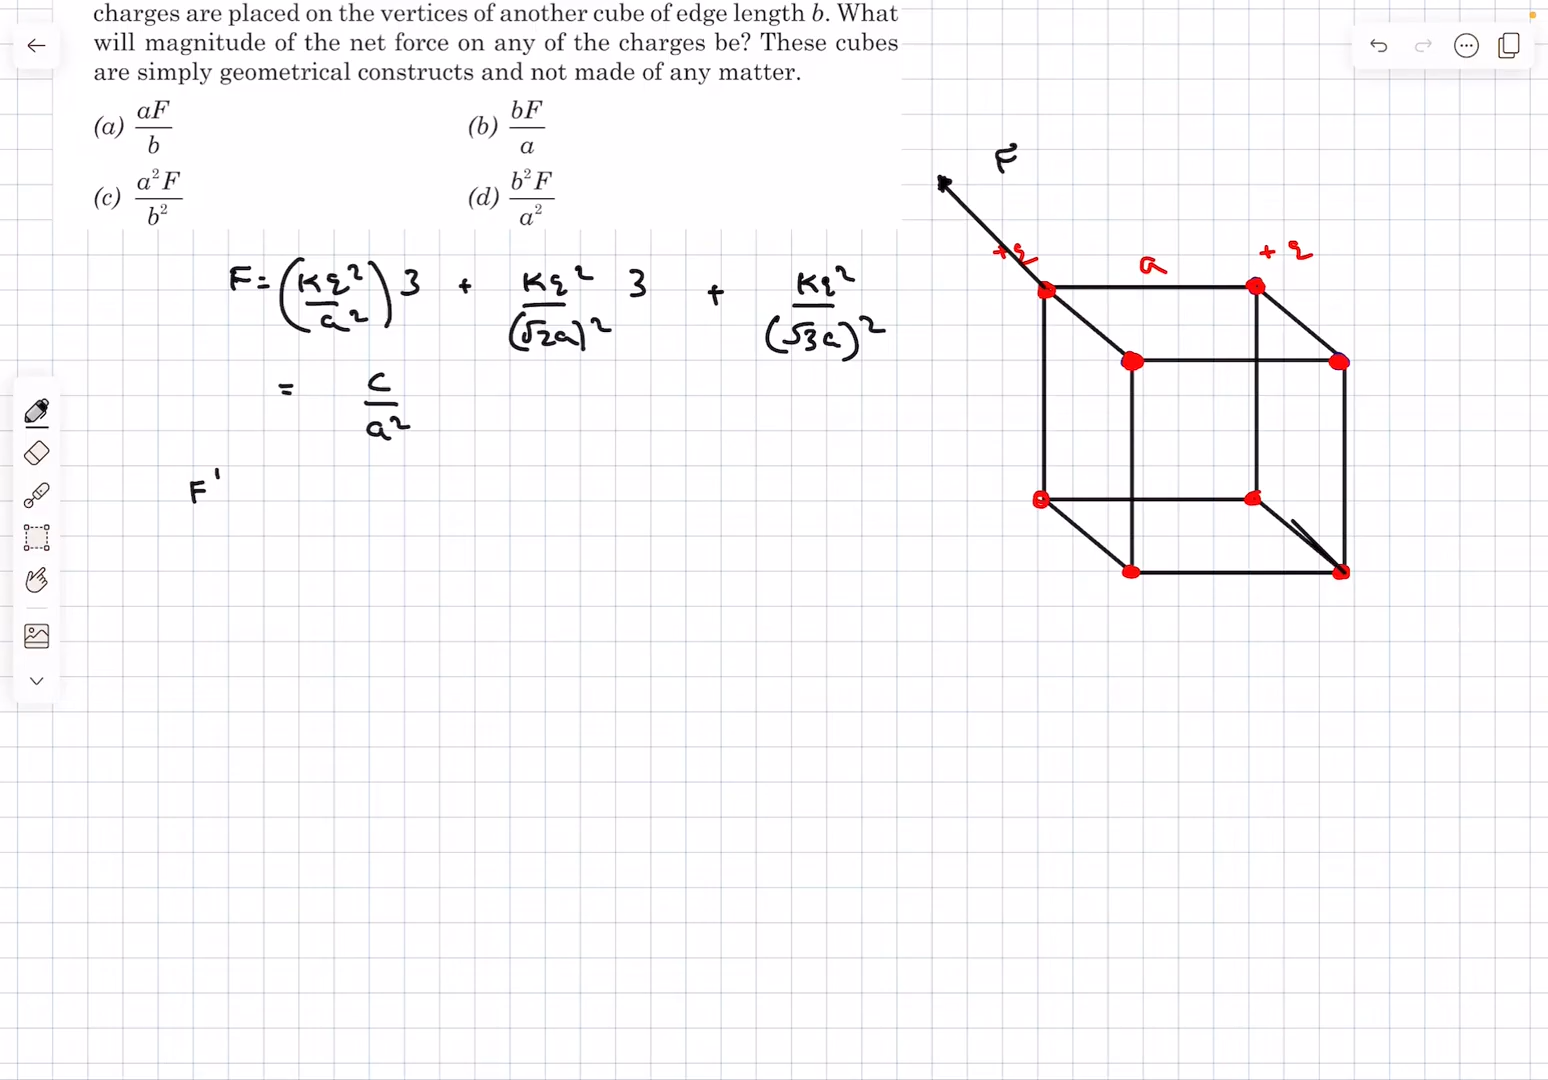 charges are placed on the vertices of another cube of edge length b. What
will magnitude of the net force on any of the charges be? These cubes
are simply geometrical constructs and not made of any matter.
(a) aF/b (b) bF/a
(c) a²F/b² (d) b²F/a²
F
+q a +q
F = (Kq²/a²) 3 + Kq²/(√2a)² 3 + Kq²/(√3a)²
= C/a²
F'